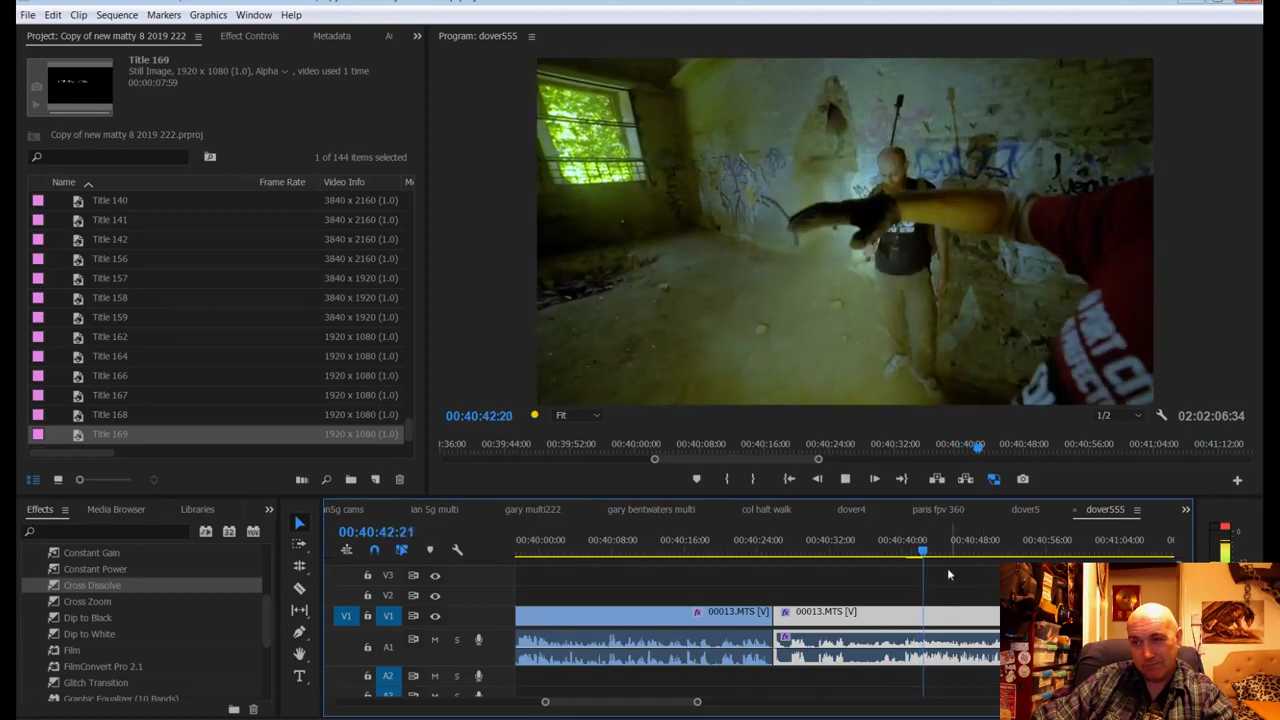 File Edit Clip Sequence Markers Graphics Window Help
Project: Copy of new matty 8 2019 222 Effect Controls Metadata
Program: dover555
Title 169
Still Image, 1920 x 1080 (1.0), Alpha , video used 1 time
00:00:07:59
Copy of new matty 8 2019 222.prproj
1 of 144 items selected
Name Frame Rate Video Info
Title 140 3840 x 2160 (1.0)
Title 141 3840 x 2160 (1.0)
Title 142 3840 x 2160 (1.0)
Title 156 3840 x 2160 (1.0)
Title 157 3840 x 1920 (1.0)
Title 158 3840 x 1920 (1.0)
Title 159 3840 x 1920 (1.0)
Title 162 1920 x 1080 (1.0)
Title 164 1920 x 1080 (1.0)
Title 166 1920 x 1080 (1.0)
Title 167 1920 x 1080 (1.0)
Title 168 1920 x 1080 (1.0)
Title 169 1920 x 1080 (1.0)
00:40:42:20 Fit 1/2 02:02:06:34
00:39:44:00 00:39:52:00 00:40:00:00 00:40:08:00 00:40:16:00 00:40:24:00 00:40:32:00 00:40:40:00 00:40:48:00 00:40:56:00 00:41:04:00 00:41:12:00
Effects Media Browser Libraries
Constant Gain
Constant Power
Cross Dissolve
Cross Zoom
Dip to Black
Dip to White
Film
FilmConvert Pro 2.1
Glitch Transition
Graphic Equalizer (10 Bands)
ian 5g multi gary multi222 gary bentwaters multi col halt walk dover4 paris fpv 360 dover5 dover555
00:40:42:21
00:40:00:00 00:40:08:00 00:40:16:00 00:40:24:00 00:40:32:00 00:40:40:00 00:40:48:00 00:40:56:00 00:41:04:00
V3
V2
V1 V1 00013.MTS [V] 00013.MTS [V]
A1 M S
A2 M S